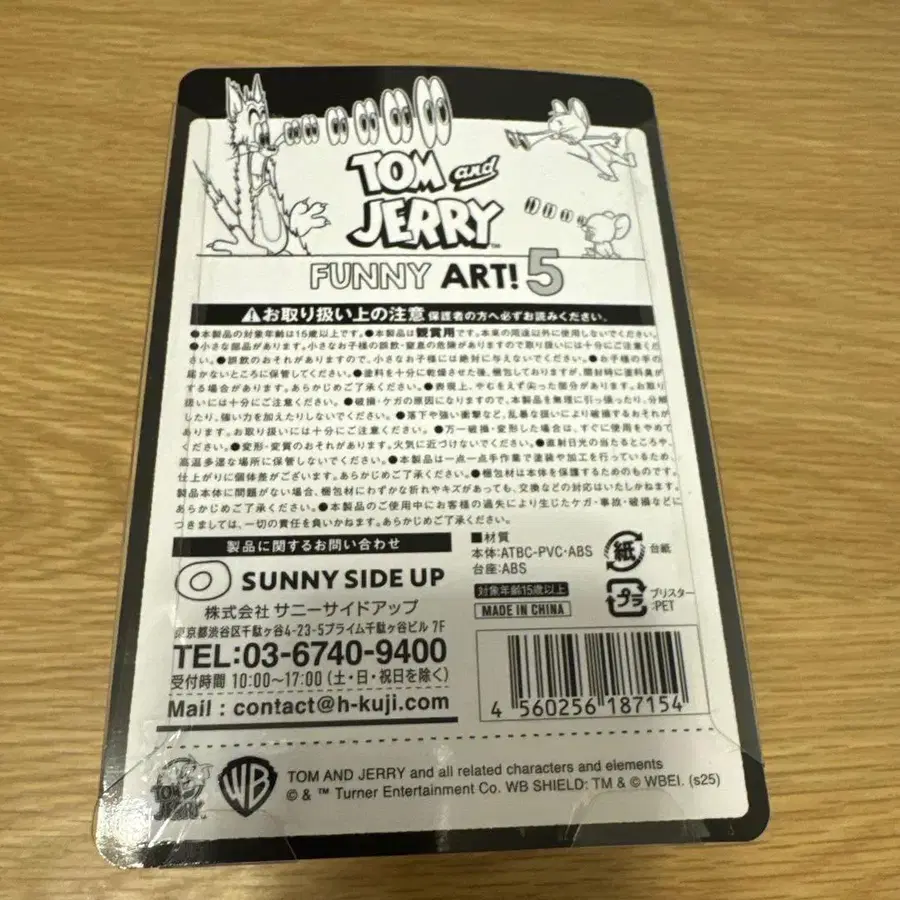 TOM and
JERRY
FUNNY ART! 5
お取り扱い上の注意 保護者の方へ必ずお読みください。
●本製品の対象年齢は15歳以上です。●本製品は観賞用です。本来の用途以外に使用しないでください。
●小さな部品があります。小さなお子様の誤飲・窒息の危険がありますので取り扱いには十分にご注意くださ
い。●誤飲のおそれがありますので、小さなお子様には絶対に与えないでください。●お子様の手の
届かないところに保管してください。●塗料を十分に乾燥させた後、梱包しておりますが、開封時に塗料臭が
する場合があります。あらかじめご了承ください。●表現上、やむをえず尖った部分があります。お取り
扱いには十分にご注意ください。●破損・ケガの原因になりますので、本製品を無理に引っ張ったり、分解
したり、強い力を加えたりしないでください。●落下や強い衝撃など、乱暴な扱いにより破損するおそれが
あります。お取り扱いには十分にご注意ください。●万一破損・変形した場合は、すぐに使用をやめて
ください。●変形・変質のおそれがあります。火気に近づけないでください。●直射日光の当たるところや、
高温多湿な場所に保管しないでください。●本製品は一点一点手作業で塗装や加工を行っているため、
仕上がりに個体差がございます。あらかじめご了承ください。●梱包材は本体を保護するためのものです。
製品本体に問題がない場合、梱包材にわずかな折れやキズがあっても、交換などの対応はいたしかねます。
あらかじめご了承ください。●本製品のご使用中にお客様の過失により生じたケガ・事故・破損などに
つきましては、一切の責任を負いかねます。あらかじめご了承ください。
製品に関するお問い合わせ
SUNNY SIDE UP
株式会社 サニーサイドアップ
東京都渋谷区千駄ヶ谷4-23-5プライム千駄ヶ谷ビル 7F
TEL:03-6740-9400
受付時間 10:00〜17:00 (土・日・祝日を除く)
Mail : contact@h-kuji.com
■材質
本体:ATBC-PVC・ABS
台座:ABS
対象年齢15歳以上
MADE IN CHINA
紙 台紙
プラ ブリスター
:PET
4 560256 187154
TOM and JERRY
WB
TOM AND JERRY and all related characters and elements
© & ™ Turner Entertainment Co. WB SHIELD: TM & © WBEI. (s25)